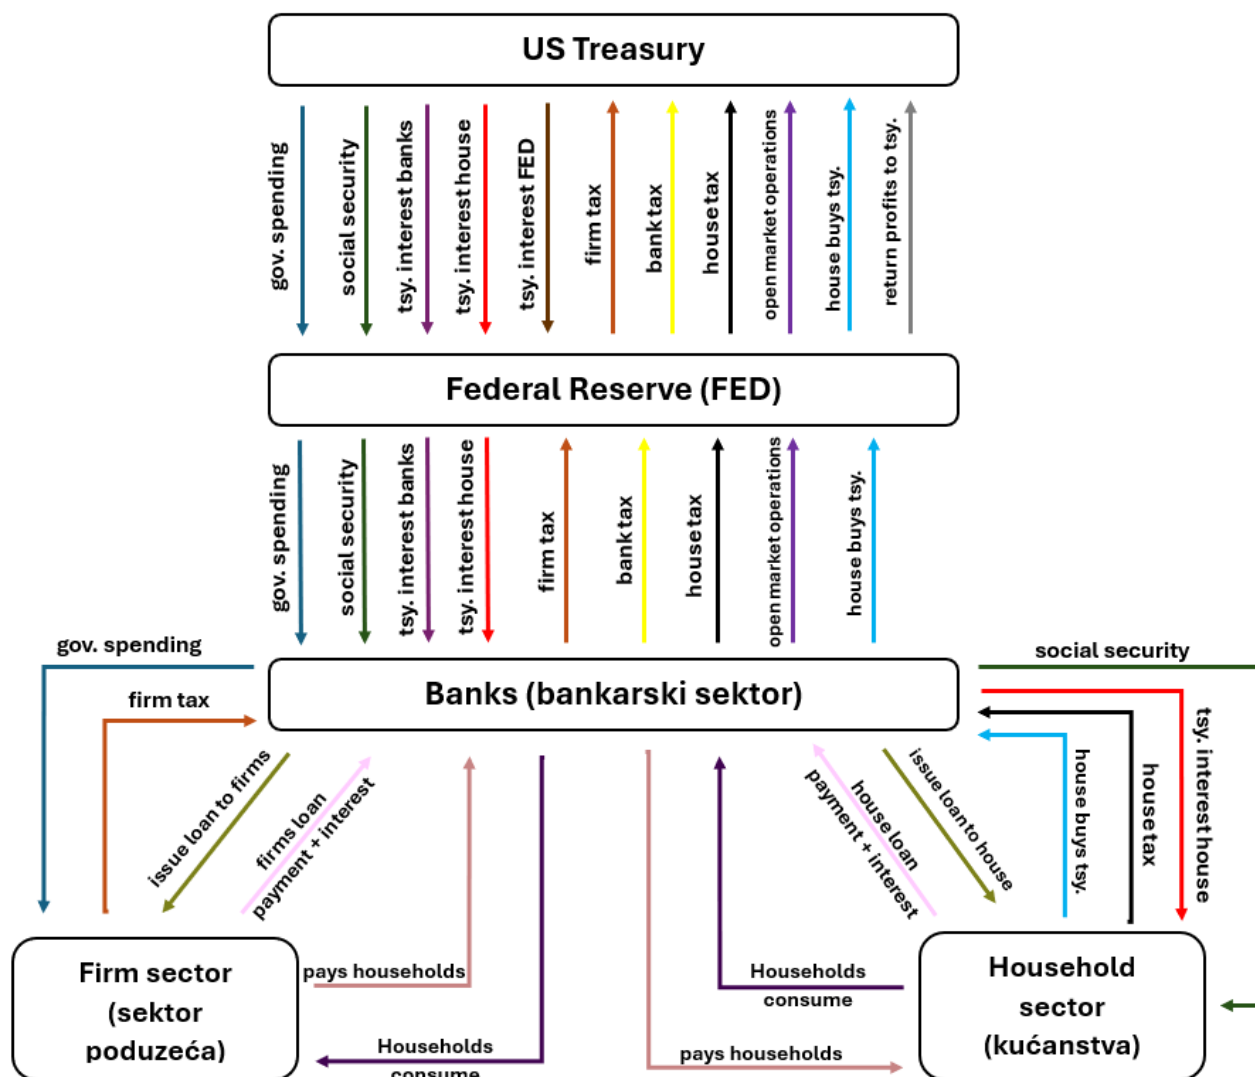 US Treasury
gov. spending
social security
tsy. interest banks
tsy. interest house
tsy. interest FED
firm tax
bank tax
house tax
open market operations
house buys tsy.
return profits to tsy.
Federal Reserve (FED)
gov. spending
social security
tsy. interest banks
tsy. interest house
firm tax
bank tax
house tax
open market operations
house buys tsy.
gov. spending
social security
firm tax
Banks (bankarski sektor)
issue loan to firms
firms loan
payment + interest
house loan
payment + interest
issue loan to house
house buys tsy.
house tax
tsy. interest house
Firm sector
(sektor
poduzeća)
pays households
Households
consume
Households
consume
pays households
Household
sector
(kućanstva)